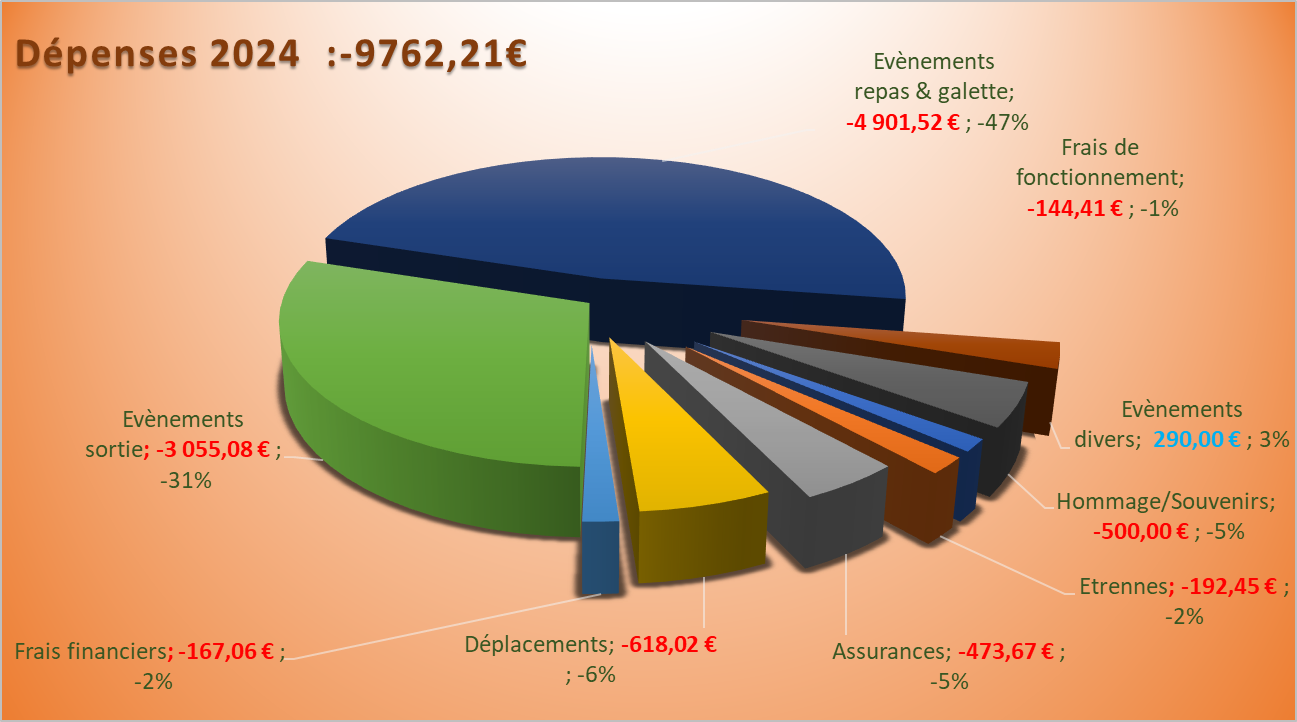 Dépenses 2024 :-9762,21€
Evènements
repas & galette;
-4 901,52 € ; -47%
Frais de
fonctionnement;
-144,41 € ; -1%
Evènements
divers; 290,00 € ; 3%
Hommage/Souvenirs;
-500,00 € ; -5%
Etrennes; -192,45 € ;
-2%
Assurances; -473,67 € ;
-5%
Déplacements; -618,02 €
; -6%
Frais financiers; -167,06 € ;
-2%
Evènements
sortie; -3 055,08 € ;
-31%